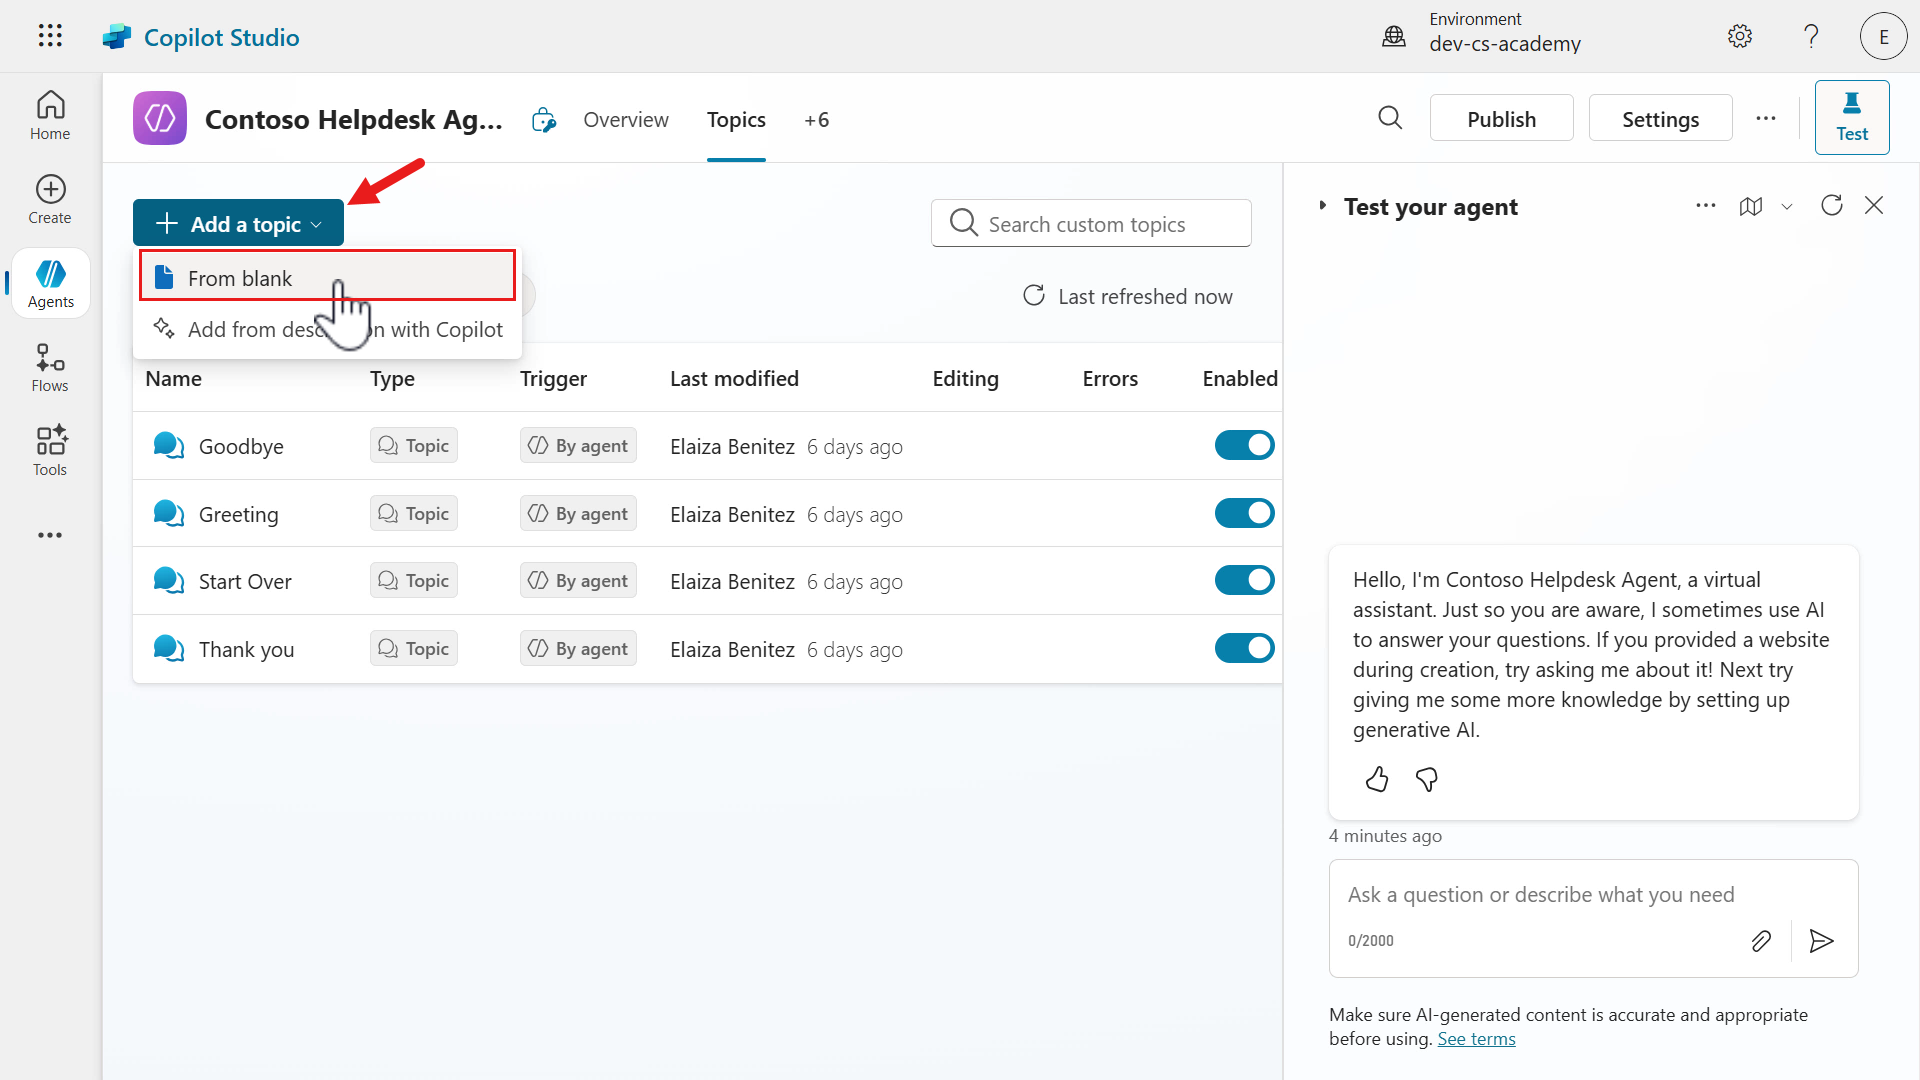 Copilot Studio
Environment
dev-cs-academy
E
Home
Create
Agents
Flows
Tools
Contoso Helpdesk Ag...
Overview
Topics
+6
Publish
Settings
Test
Add a topic
From blank
Add from desc on with Copilot
Search custom topics
Last refreshed now
Name Type Trigger Last modified Editing Errors Enabled
Goodbye Topic By agent Elaiza Benitez 6 days ago
Greeting Topic By agent Elaiza Benitez 6 days ago
Start Over Topic By agent Elaiza Benitez 6 days ago
Thank you Topic By agent Elaiza Benitez 6 days ago
Test your agent
Hello, I'm Contoso Helpdesk Agent, a virtual
assistant. Just so you are aware, I sometimes use AI
to answer your questions. If you provided a website
during creation, try asking me about it! Next try
giving me some more knowledge by setting up
generative AI.
4 minutes ago
Ask a question or describe what you need
0/2000
Make sure AI-generated content is accurate and appropriate
before using. See terms